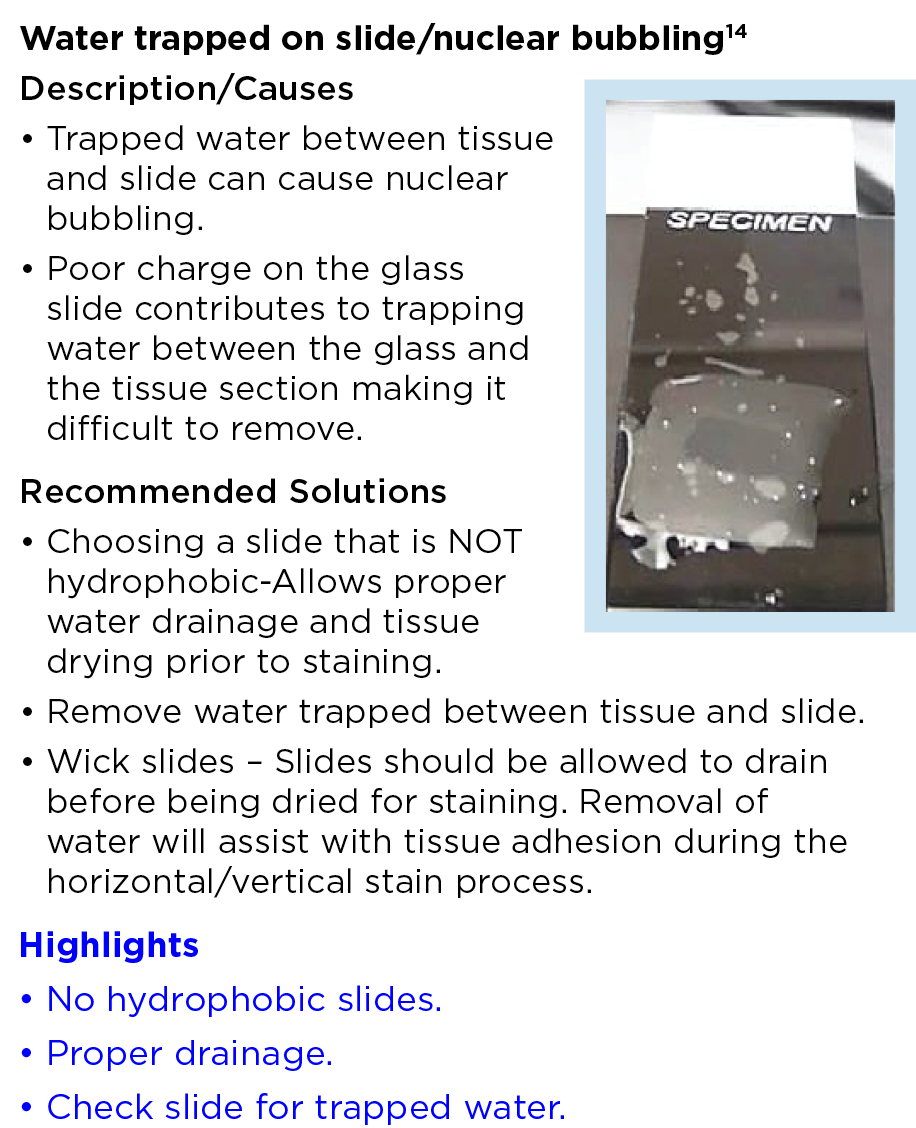 Water trapped on slide/nuclear bubbling¹⁴
Description/Causes
• Trapped water between tissue
and slide can cause nuclear
bubbling.
• Poor charge on the glass
slide contributes to trapping
water between the glass and
the tissue section making it
difficult to remove.
SPECIMEN
Recommended Solutions
• Choosing a slide that is NOT
hydrophobic-Allows proper
water drainage and tissue
drying prior to staining.
• Remove water trapped between tissue and slide.
• Wick slides – Slides should be allowed to drain
before being dried for staining. Removal of
water will assist with tissue adhesion during the
horizontal/vertical stain process.
Highlights
• No hydrophobic slides.
• Proper drainage.
• Check slide for trapped water.